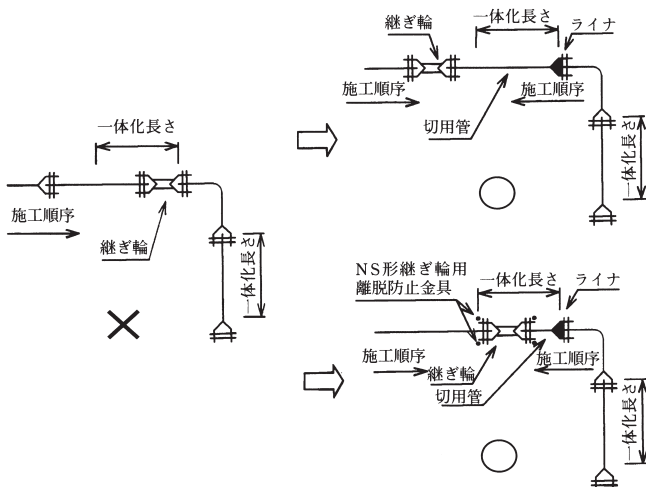 一体化長さ
施工順序
継ぎ輪
一体化長さ
継ぎ輪
一体化長さ
ライナ
施工順序
施工順序
切用管
一体化長さ
NS形継ぎ輪用
離脱防止金具
一体化長さ
ライナ
施工順序
継ぎ輪
施工順序
切用管
一体化長さ